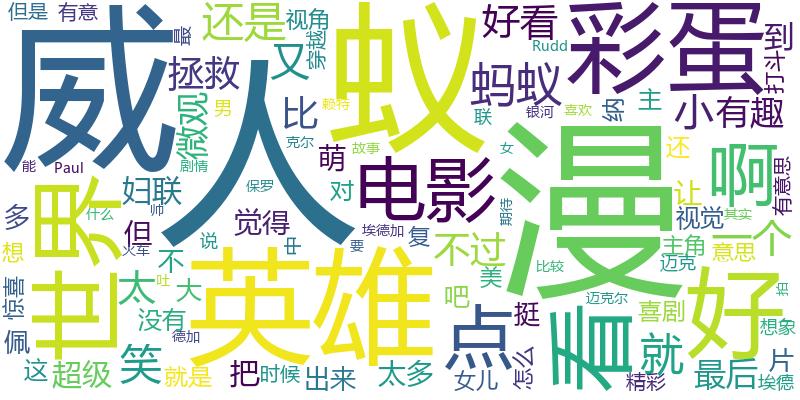 但是
有意
最
还是
视角
穿越
好看
Rudd
彩蛋
打斗
到
威
人
蚁
漫
拯救
又
微观
男
比
赖特
蚂蚁
联
银河
纳
喜欢
主
小有趣
能
Paul
剧情
克尔
萌
故事
电影
女
还
啊
有意思
世界
妇联
保罗
对
期待
让
视觉
其实
多
什么
帅
但
觉得
中
埃德加
复
不过
一个
想
火车
说
要
主角
意思
惊喜
不
太
大
英雄
美
比较
迈克
好
吐
吧
迈克尔
点
看
喜剧
拍
想象
佩
没有
德加
笑
挺
就
这
超级
就是
把
时候
出来
太多
女儿
怎么
精彩
最后
片
埃德